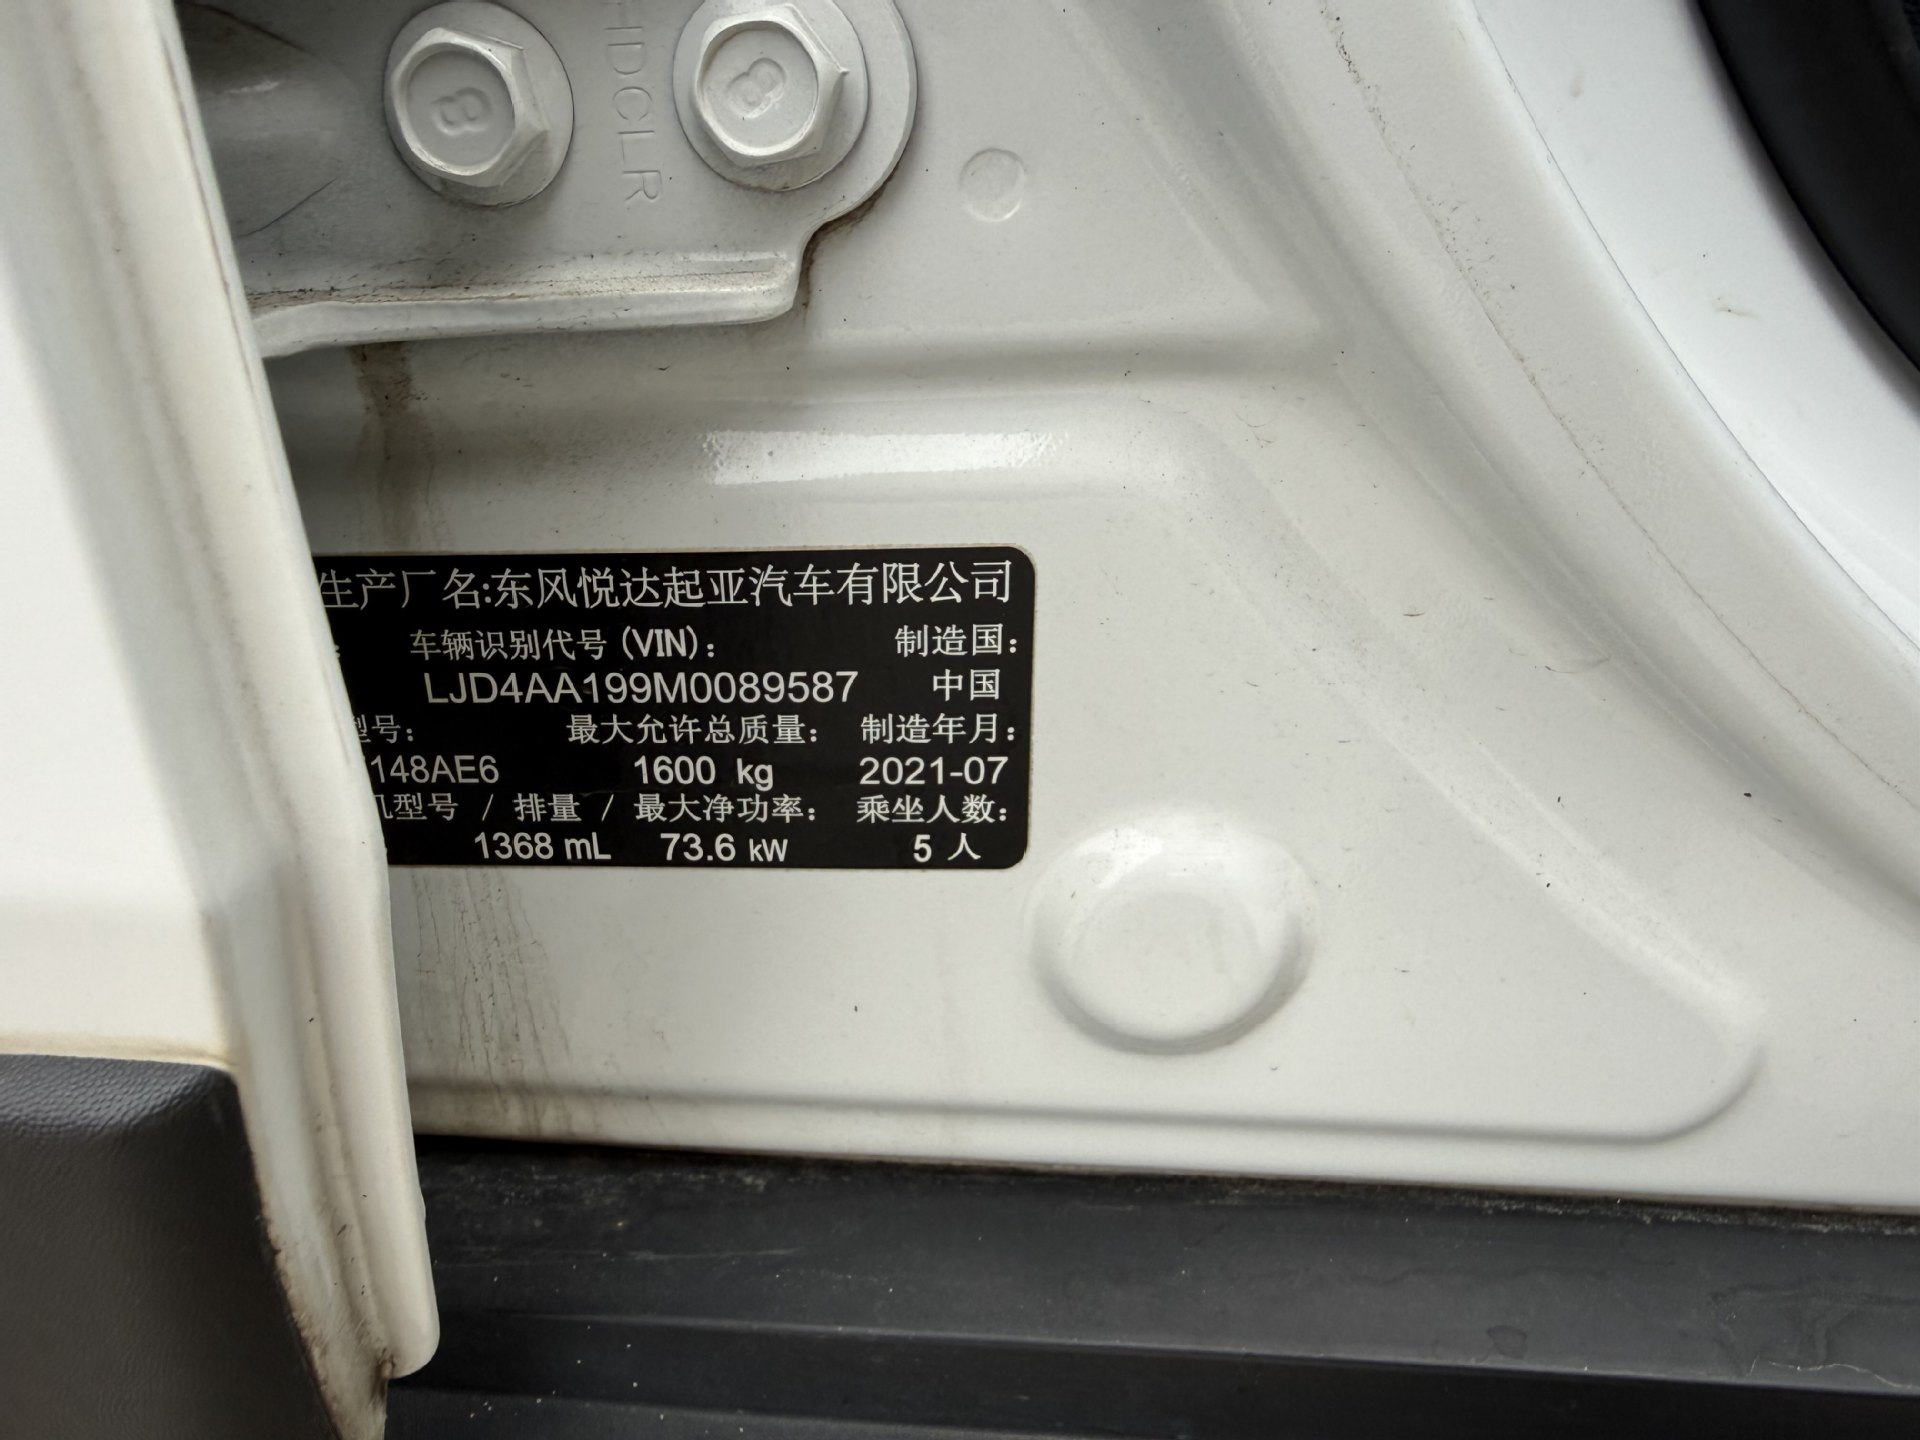 8
HDCLR
8
生产厂名:东风悦达起亚汽车有限公司
车辆识别代号 (VIN)： 制造国：
LJD4AA199M0089587 中国
型号： 最大允许总质量： 制造年月：
148AE6 1600 kg 2021-07
机型号 / 排量 / 最大净功率： 乘坐人数：
1368 mL 73.6 kW 5 人